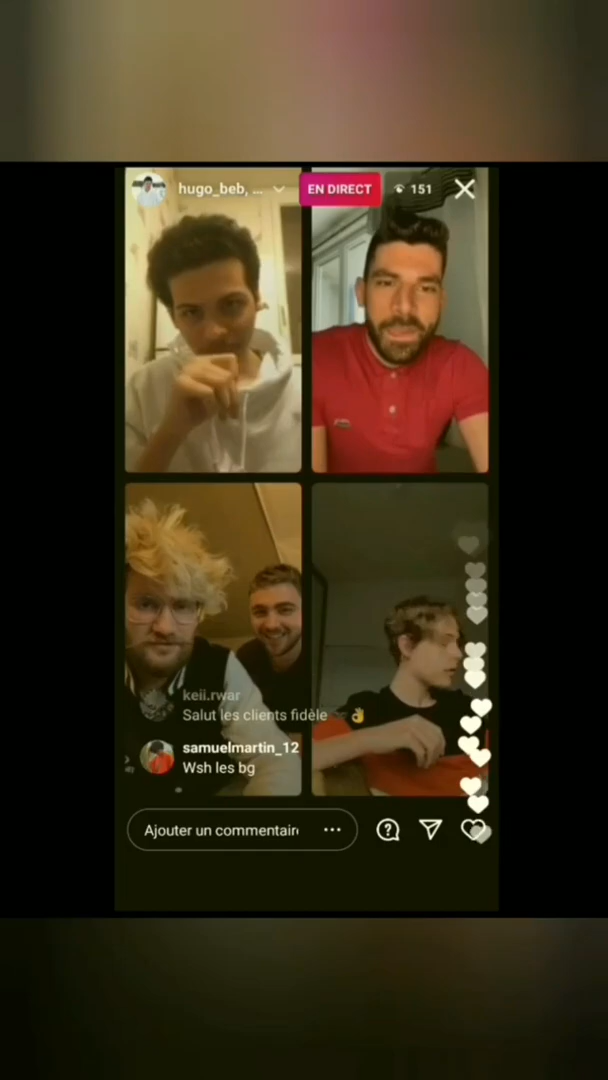 hugo_beb, ...
EN DIRECT
151
keii.rwar
Salut les clients fidèle 👌
samuelmartin_12
Wsh les bg
Ajouter un commentair